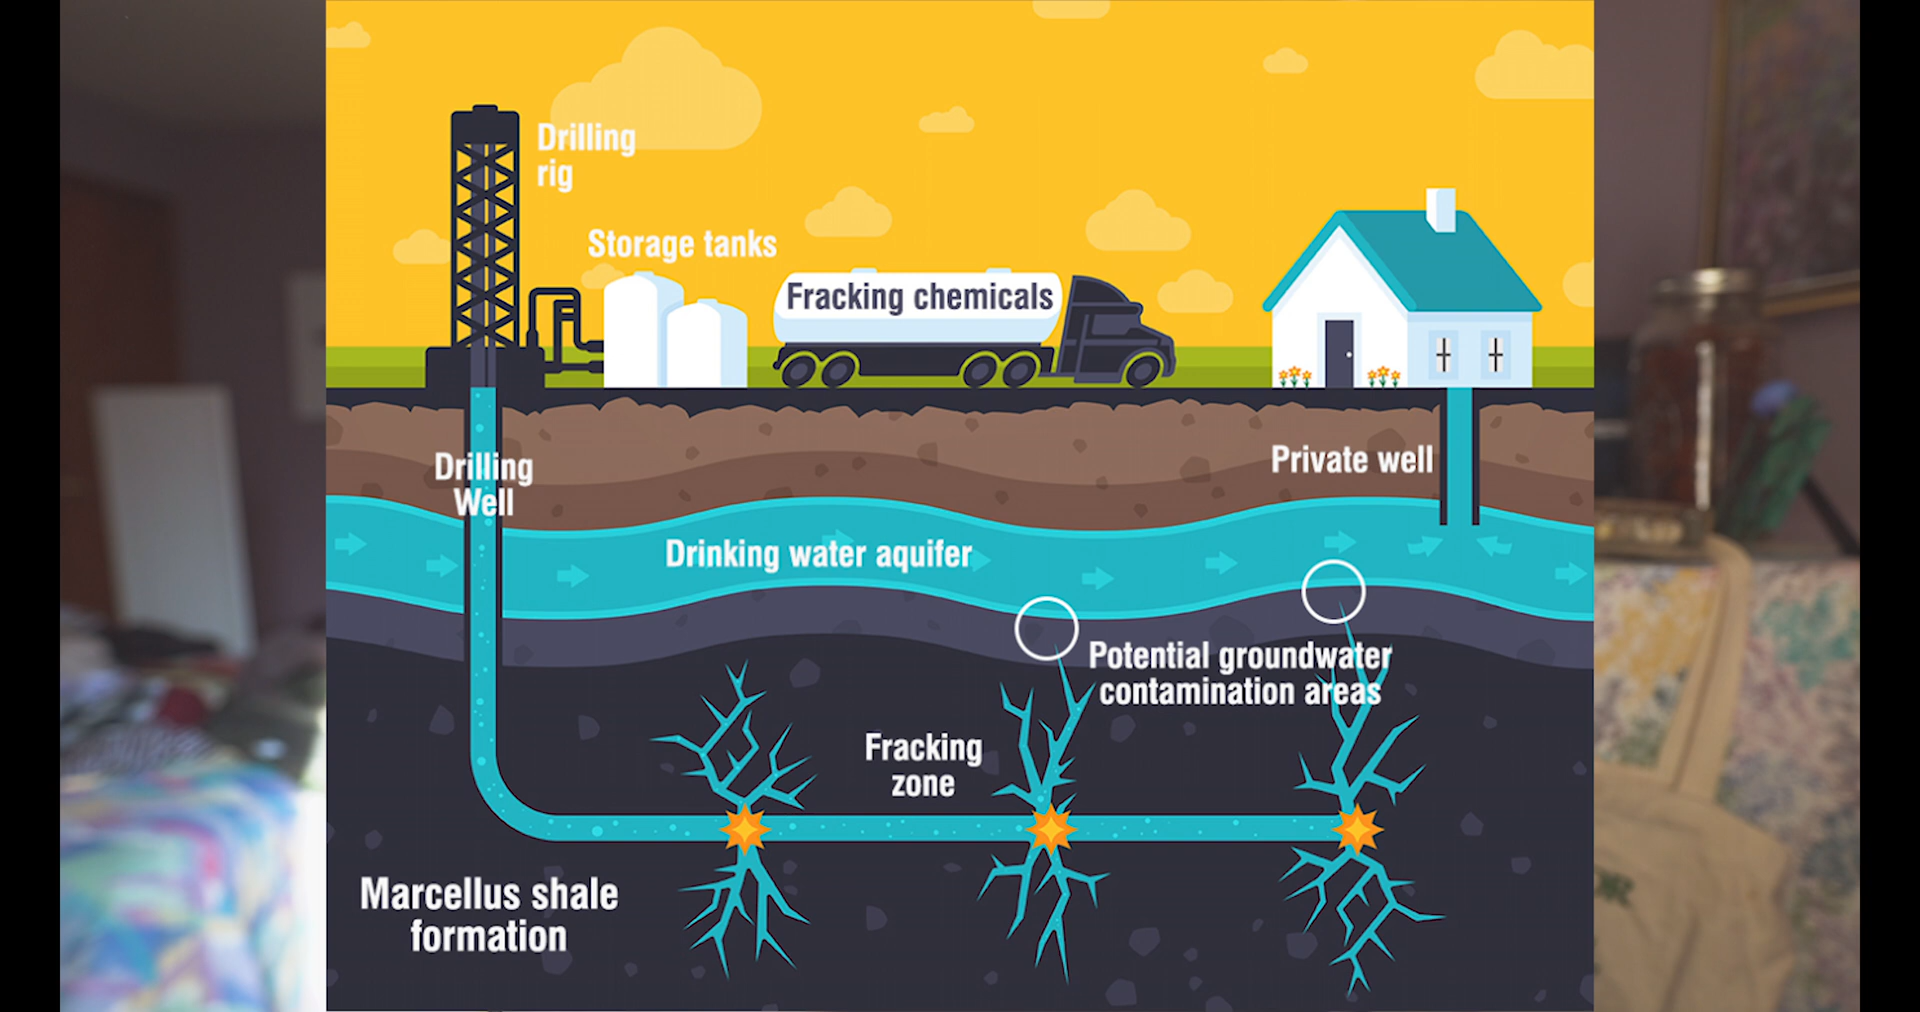 Drilling
rig
Storage tanks
Fracking chemicals
Drilling
Well
Private well
Drinking water aquifer
Potential groundwater
contamination areas
Fracking
zone
Marcellus shale
formation